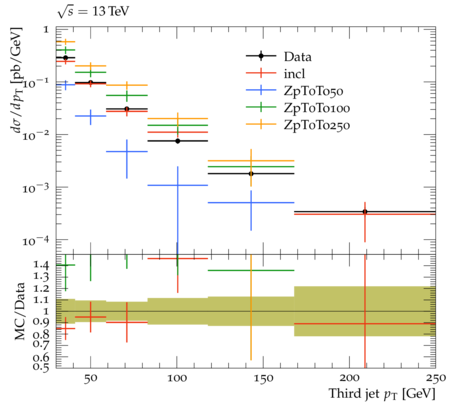 √s = 13 TeV
dσ/dp_T [pb/GeV]
1
10⁻¹
10⁻²
10⁻³
10⁻⁴
Data
incl
ZpToTo50
ZpToTo100
ZpToTo250
MC/Data
1.4
1.3
1.2
1.1
1
0.9
0.8
0.7
0.6
0.5
50 100 150 200 250
Third jet p_T [GeV]